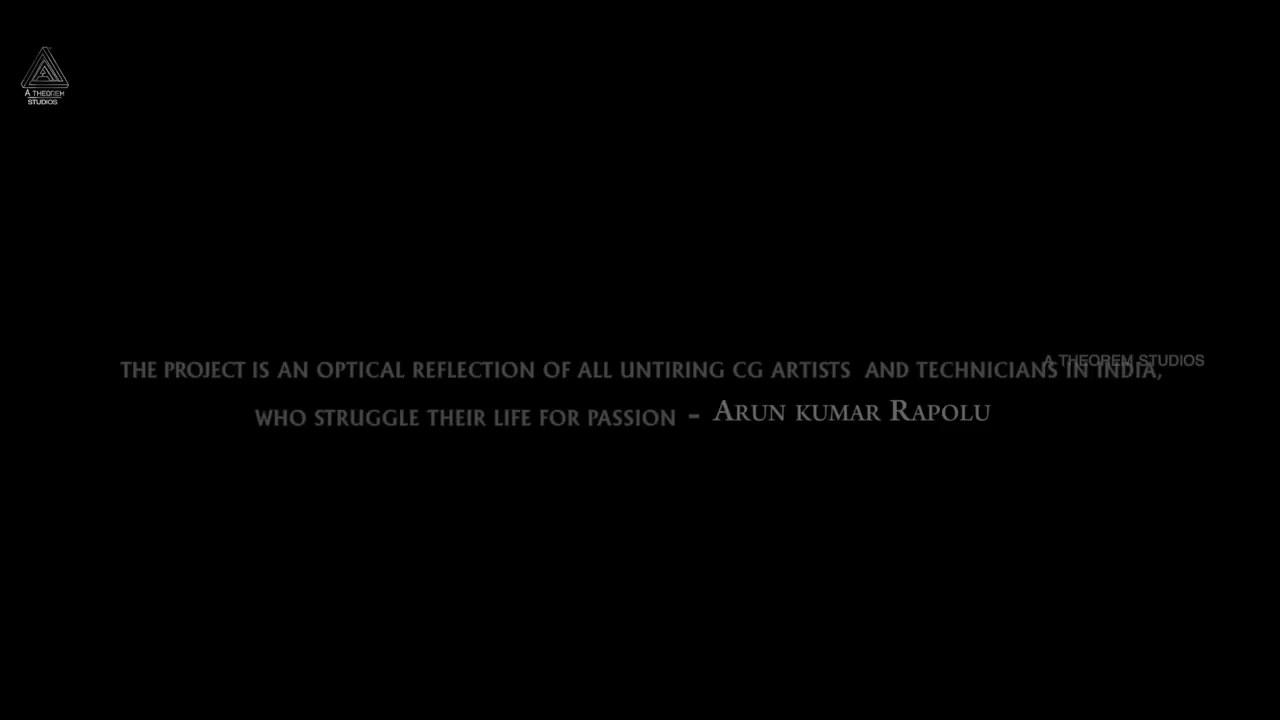 A THEOREM
STUDIOS
A THEOREM STUDIOS
THE PROJECT IS AN OPTICAL REFLECTION OF ALL UNTIRING CG ARTISTS AND TECHNICIANS IN INDIA,
WHO STRUGGLE THEIR LIFE FOR PASSION - ARUN KUMAR RAPOLU